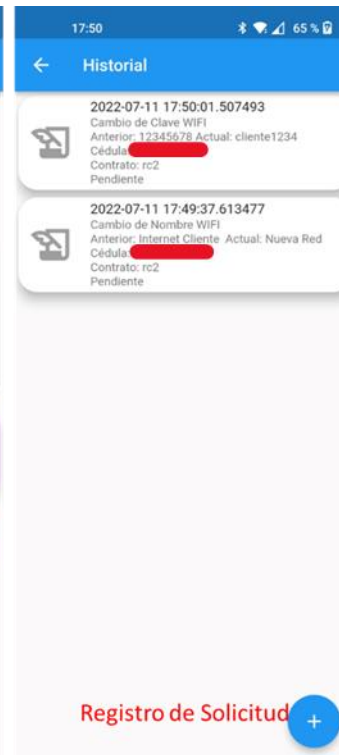 17:50 65 %
Historial
2022-07-11 17:50:01.507493
Cambio de Clave WIFI
Anterior: 12345678 Actual: cliente1234
Cédula:
Contrato: rc2
Pendiente
2022-07-11 17:49:37.613477
Cambio de Nombre WIFI
Anterior: Internet Cliente Actual: Nueva Red
Cédula:
Contrato: rc2
Pendiente
Registro de Solicitud
+